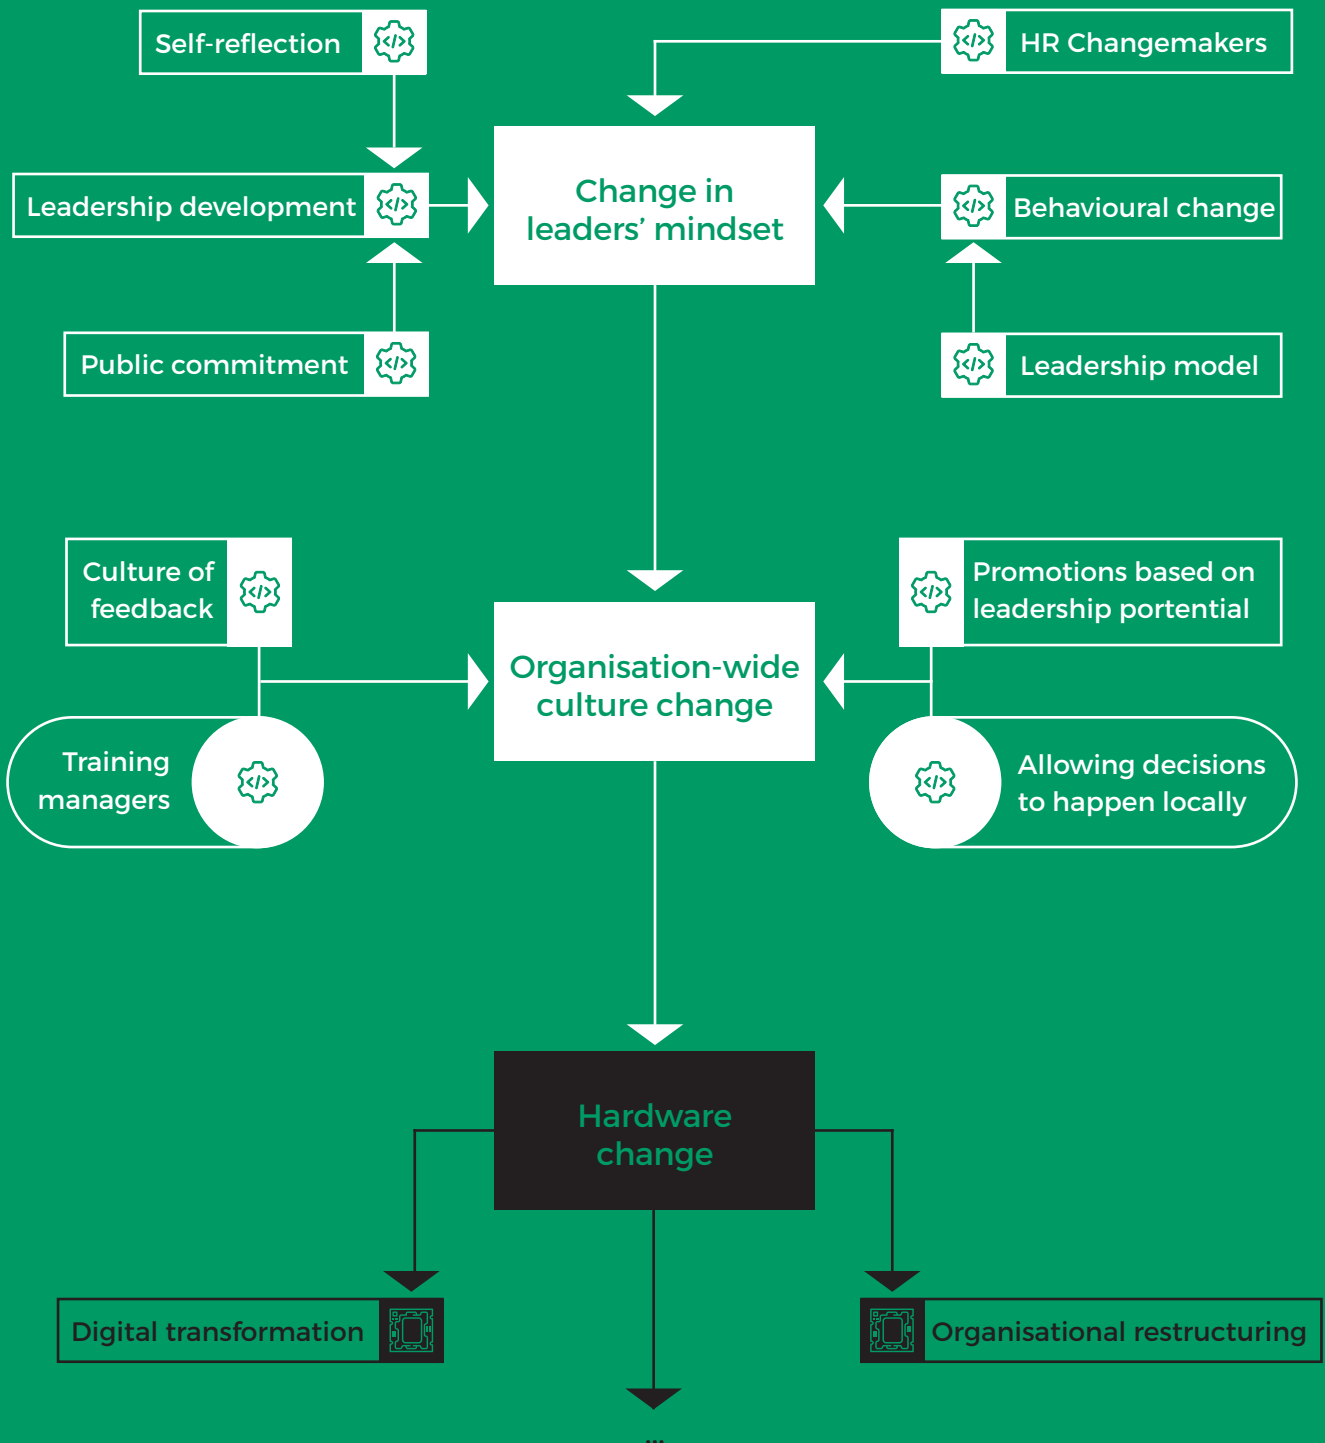 Self-reflection
HR Changemakers
Change in
leaders’ mindset
Leadership development
Behavioural change
Public commitment
Leadership model
Culture of
feedback
Promotions based on
leadership portential
Organisation-wide
culture change
Training
managers
Allowing decisions
to happen locally
Hardware
change
Digital transformation
Organisational restructuring
...